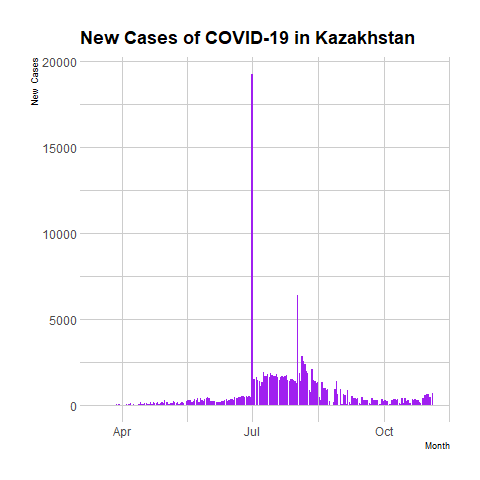 New Cases of COVID-19 in Kazakhstan
New Cases
20000
15000
10000
5000
0
Apr
Jul
Oct
Month